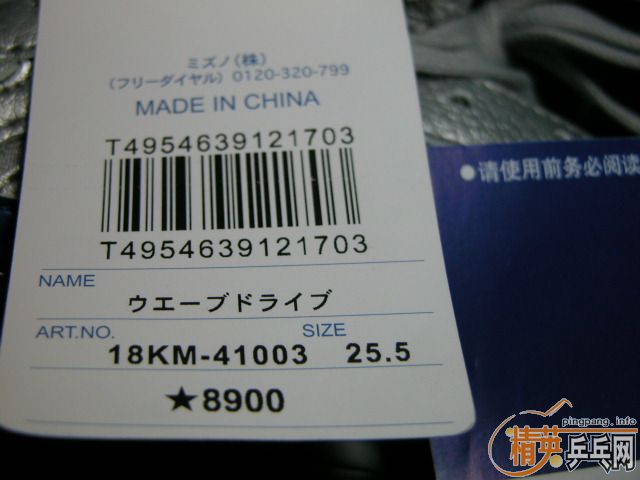 ミズノ(株)
(フリーダイヤル) 0120-320-799
MADE IN CHINA
T4954639121703
T4954639121703
NAME
ウエーブドライブ
ART.NO. SIZE
18KM-41003 25.5
★8900
●请使用前务必阅读
pingpang.info
精英乒乓网